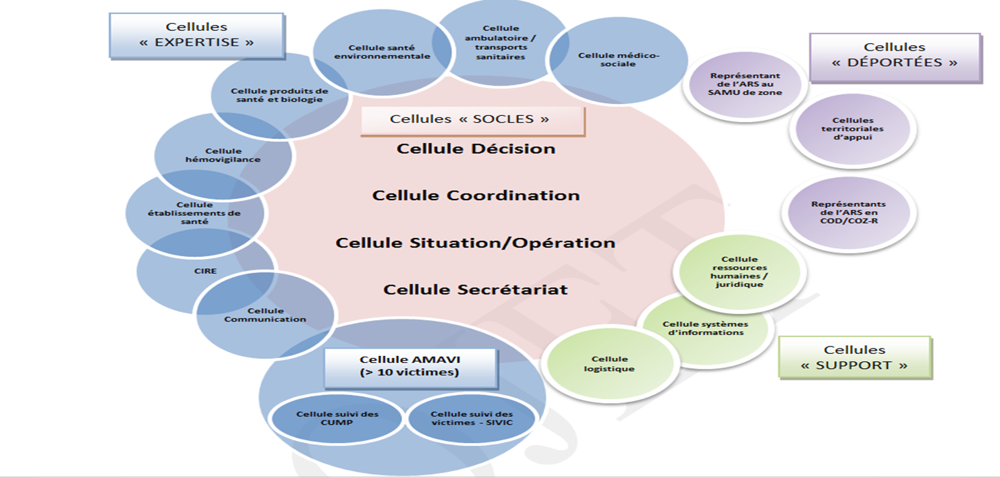 Cellules
« EXPERTISE »
Cellule santé
environnementale
Cellule
ambulatoire /
transports
sanitaires
Cellule médico-
sociale
Cellules
« DÉPORTÉES »
Représentant
de l'ARS au
SAMU de zone
Cellule produits de
santé et biologie
Cellules « SOCLES »
Cellules
territoriales
d'appui
Cellule Décision
Cellule
hémovigilance
Cellule Coordination
Cellule
établissements de
santé
Représentants
de l'ARS en
COD/COZ-R
Cellule Situation/Opération
CIRE
Cellule
ressources
humaines /
juridique
Cellule Secrétariat
Cellule
Communication
Cellule systèmes
d'informations
Cellules
« SUPPORT »
Cellule AMAVI
(> 10 victimes)
Cellule
logistique
Cellule suivi des
CUMP
Cellule suivi des
victimes - SIVIC